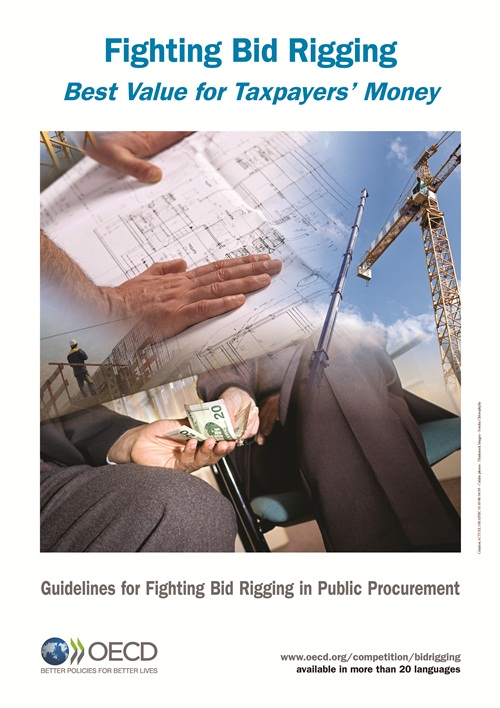 Fighting Bid Rigging
Best Value for Taxpayers' Money
20
Guidelines for Fighting Bid Rigging in Public Procurement
OECD
BETTER POLICIES FOR BETTER LIVES
www.oecd.org/competition/bidrigging
available in more than 20 languages